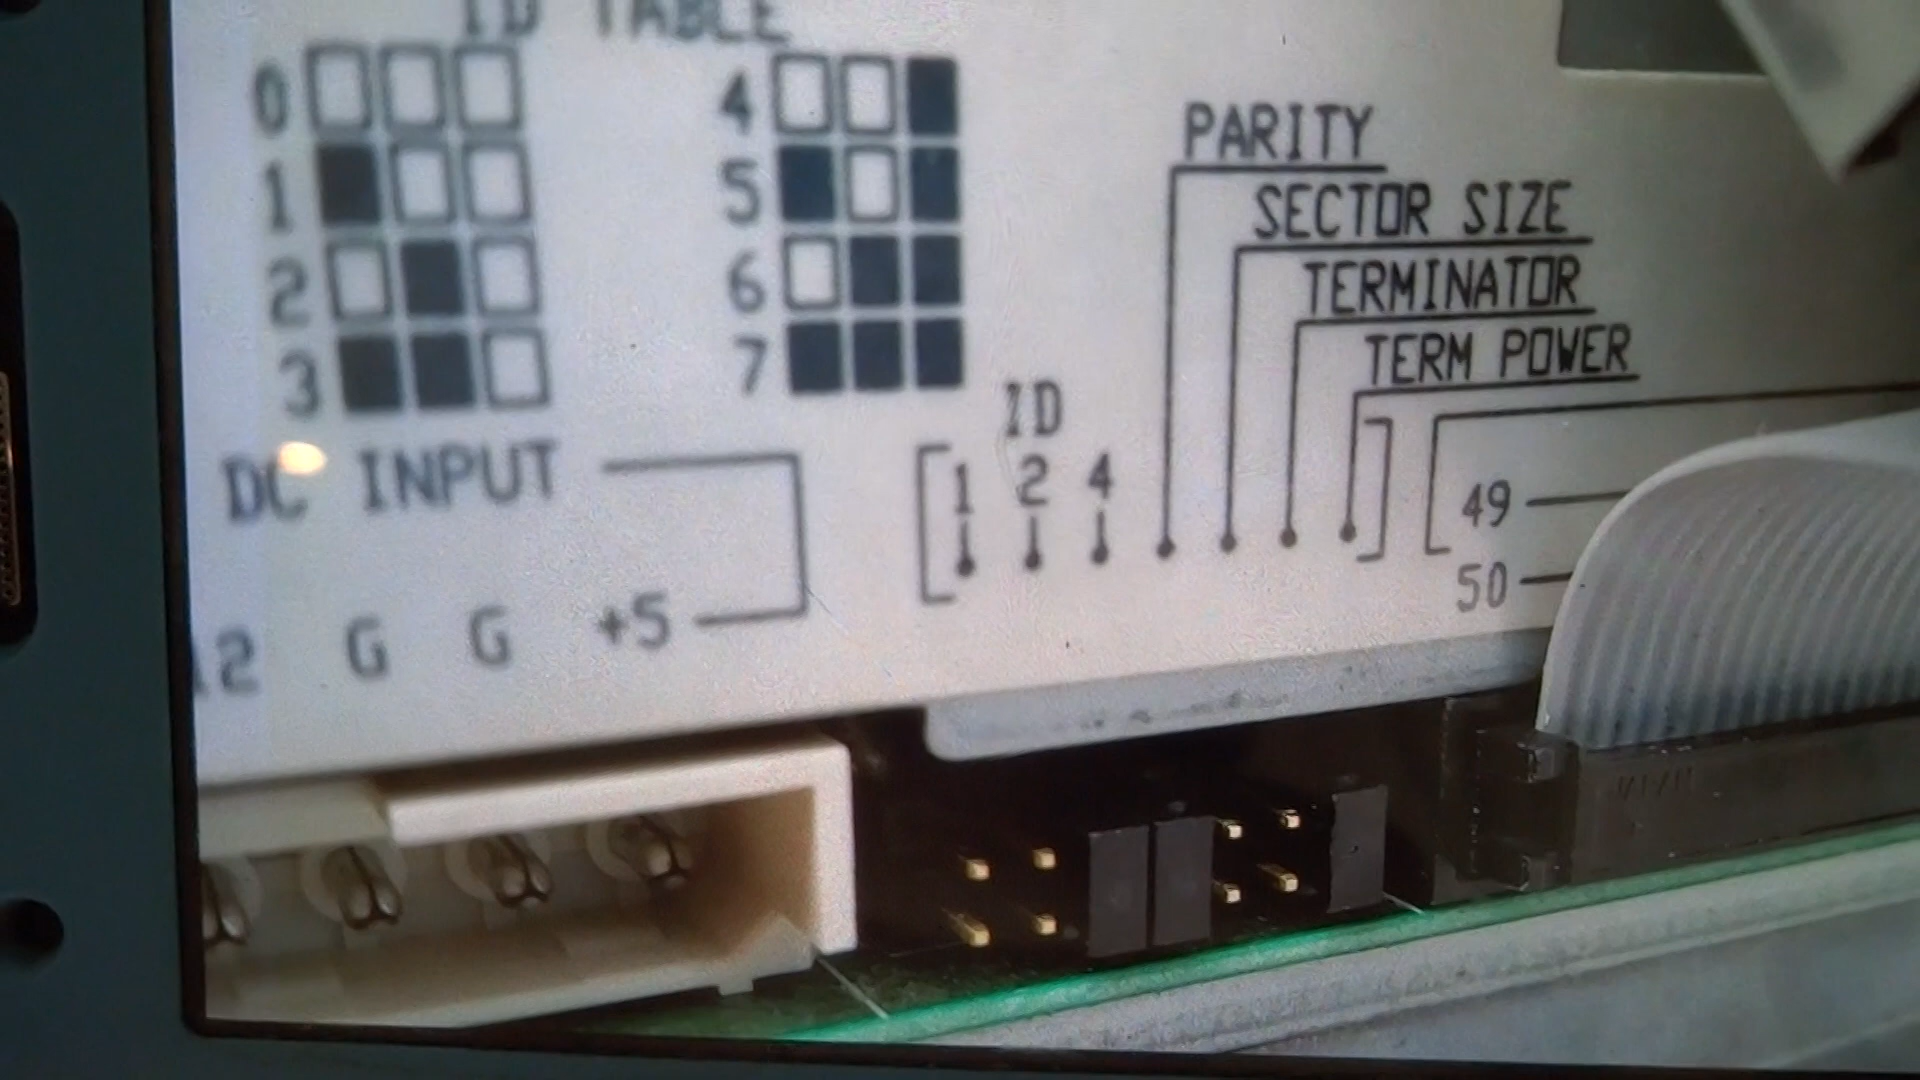 ID TABLE
0
1
2
3
4
5
6
7
PARITY
SECTOR SIZE
TERMINATOR
TERM POWER
ID
1 2 4
49
50
DC INPUT
12 G G +5